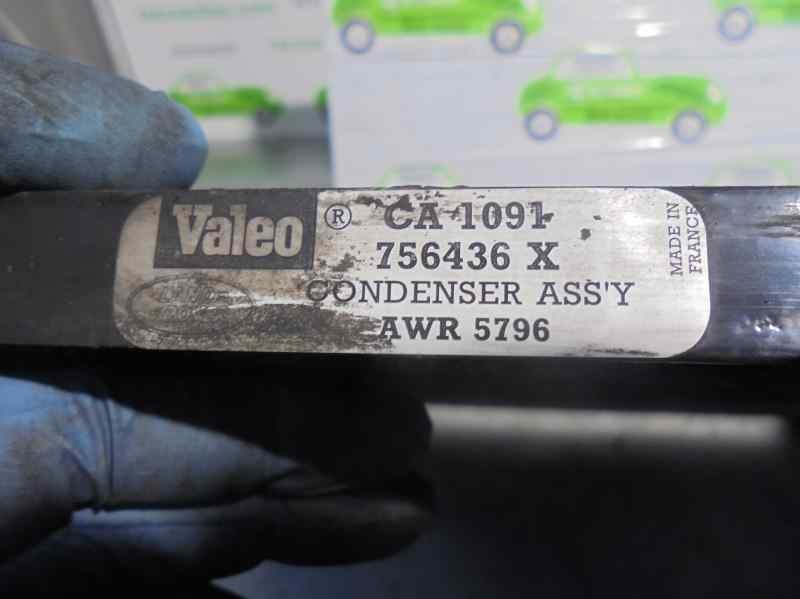 Valeo ® CA 1091
756436 X
CONDENSER ASS'Y
AWR 5796
MADE IN
FRANCE